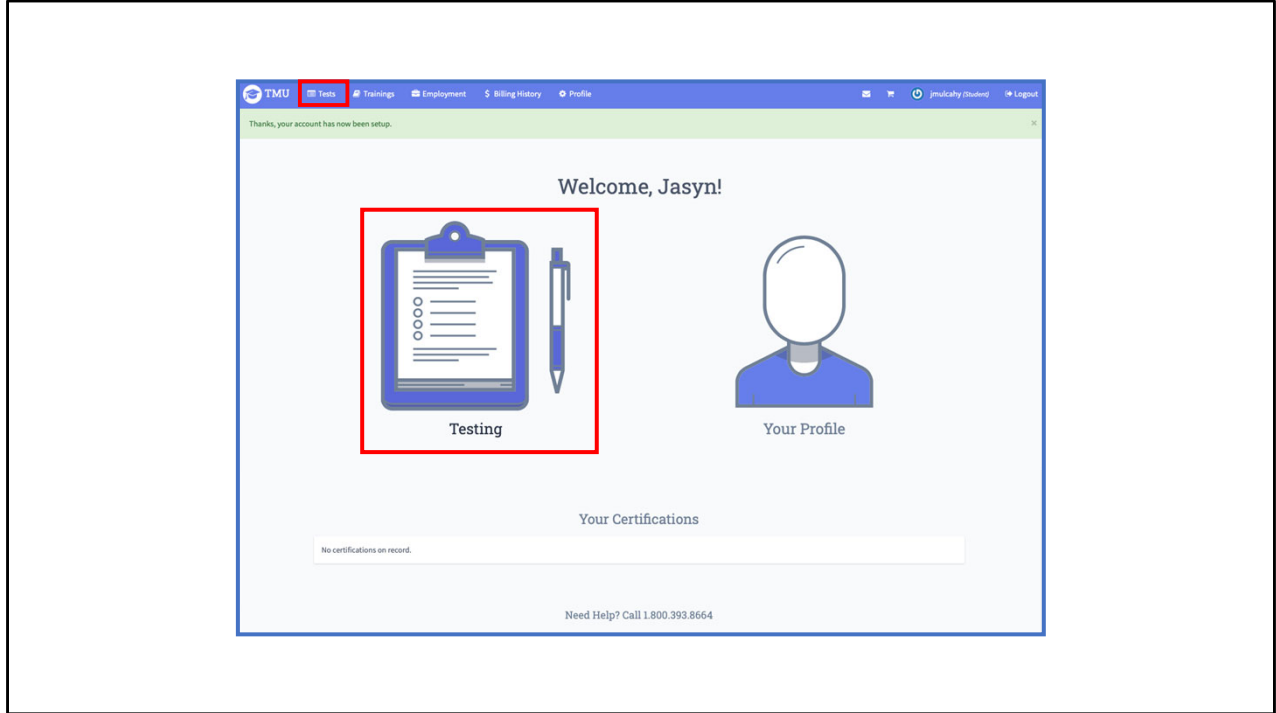 TMU Tests Trainings Employment $ Billing History Profile jmulcahy (Student) Logout
Thanks, your account has now been setup. ×
Welcome, Jasyn!
Testing Your Profile
Your Certifications
No certifications on record.
Need Help? Call 1.800.393.8664